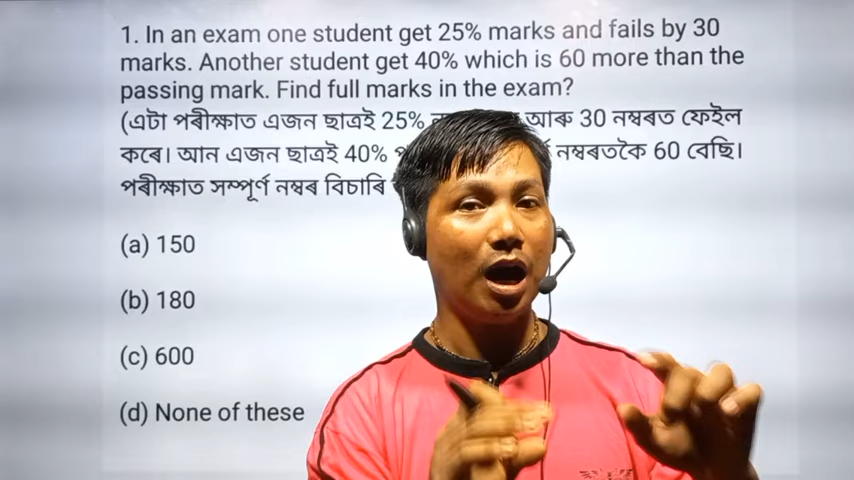 1. In an exam one student get 25% marks and fails by 30
marks. Another student get 40% which is 60 more than the
passing mark. Find full marks in the exam?
(এটা পৰীক্ষাত এজন ছাত্ৰই 25% আৰু 30 নম্বৰত ফেইল
কৰে। আন এজন ছাত্ৰই 40% নম্বৰতকৈ 60 বেছি।
পৰীক্ষাত সম্পূৰ্ণ নম্বৰ বিচাৰি
(a) 150
(b) 180
(c) 600
(d) None of these